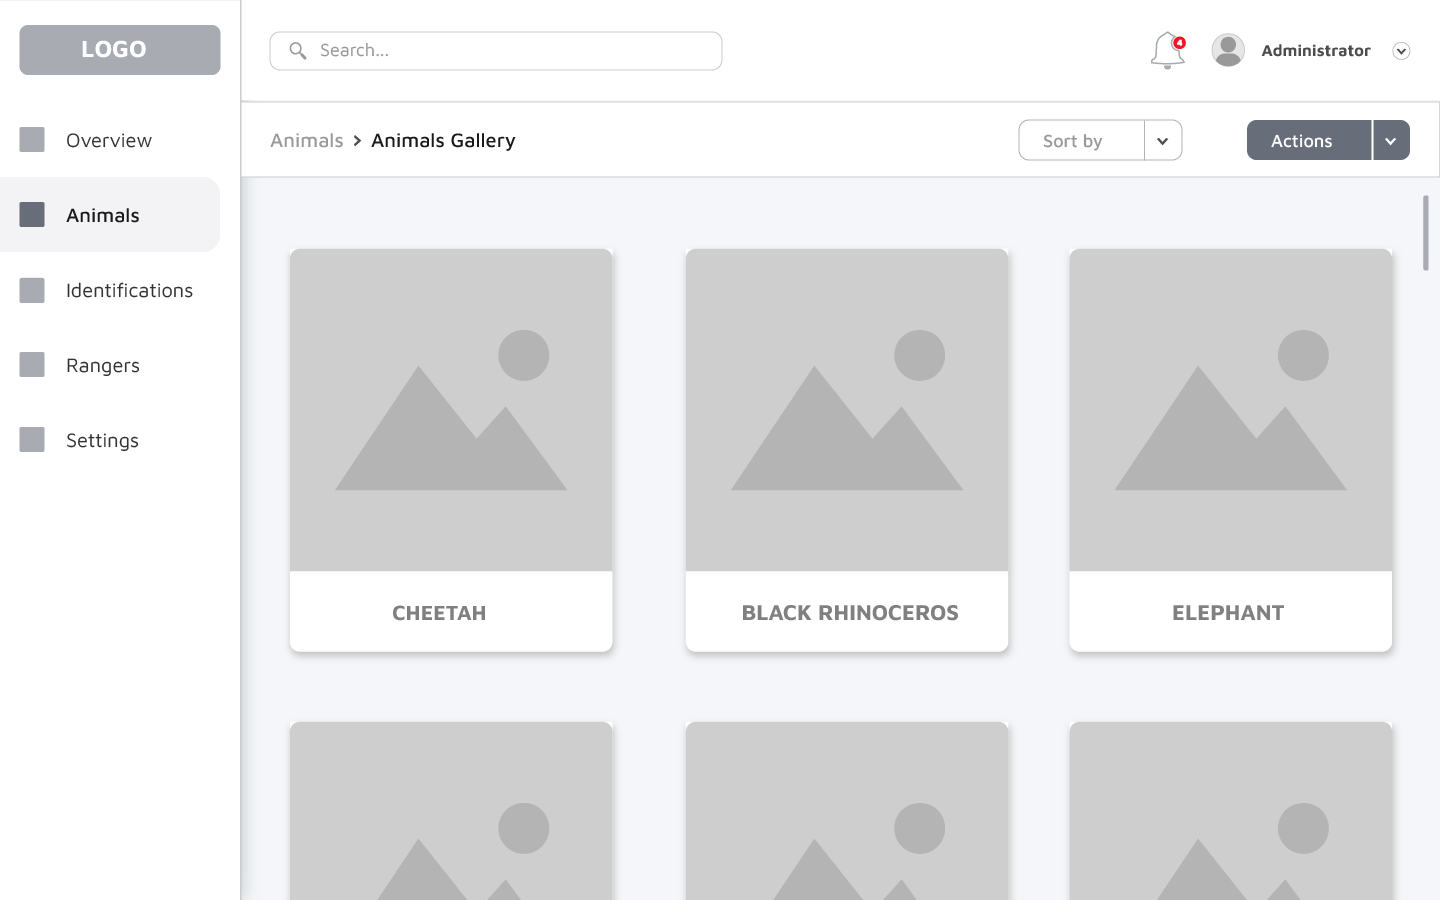 LOGO
Search...
4
Administrator
Overview
Animals
Identifications
Rangers
Settings
Animals > Animals Gallery
Sort by
Actions
CHEETAH
BLACK RHINOCEROS
ELEPHANT